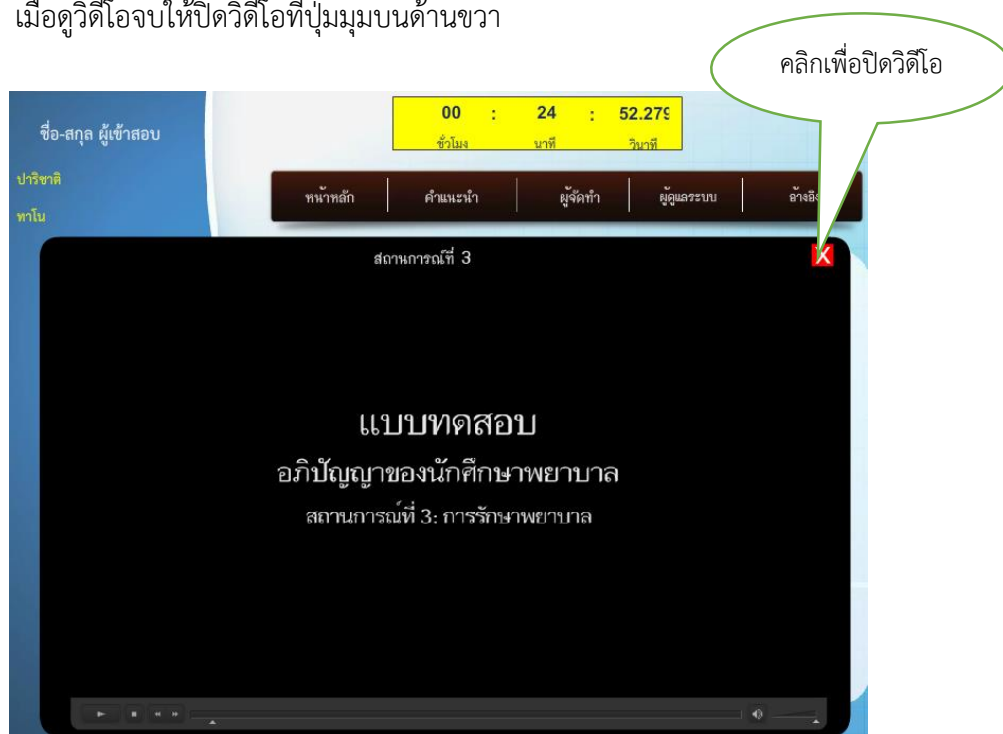 เมื่อดูวิดีโอจบให้ปิดวิดีโอที่ปุ่มมุมบนด้านขวา
คลิกเพื่อปิดวิดีโอ
ชื่อ-สกุล ผู้เข้าสอบ
00 : 24 : 52.279
ชั่วโมง นาที วินาที
ปาริชาติ
ทาโน
หน้าหลัก คำแนะนำ ผู้จัดทำ ผู้ดูแลระบบ อ้างอิง
สถานการณ์ที่ 3
X
แบบทดสอบ
อภิปัญญาของนักศึกษาพยาบาล
สถานการณ์ที่ 3: การรักษาพยาบาล